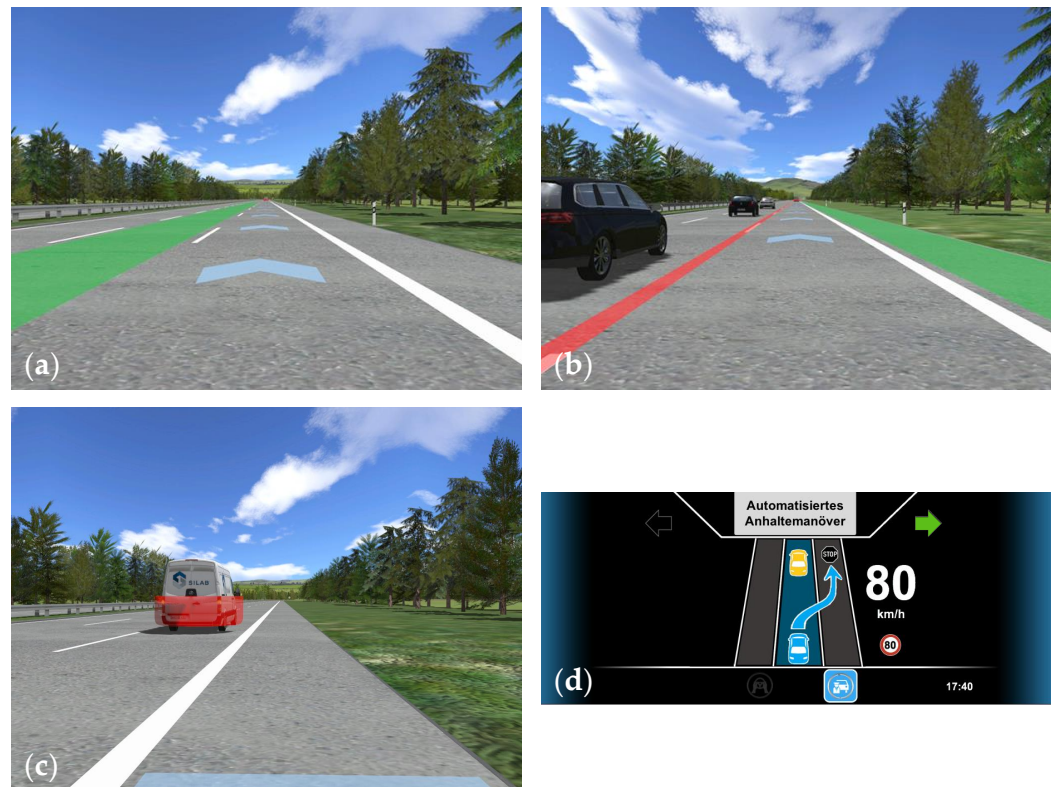 (a)
(b)
SILAB
(c)
Automatisiertes
Anhaltemanöver
STOP
80
km/h
80
(d)
17:40